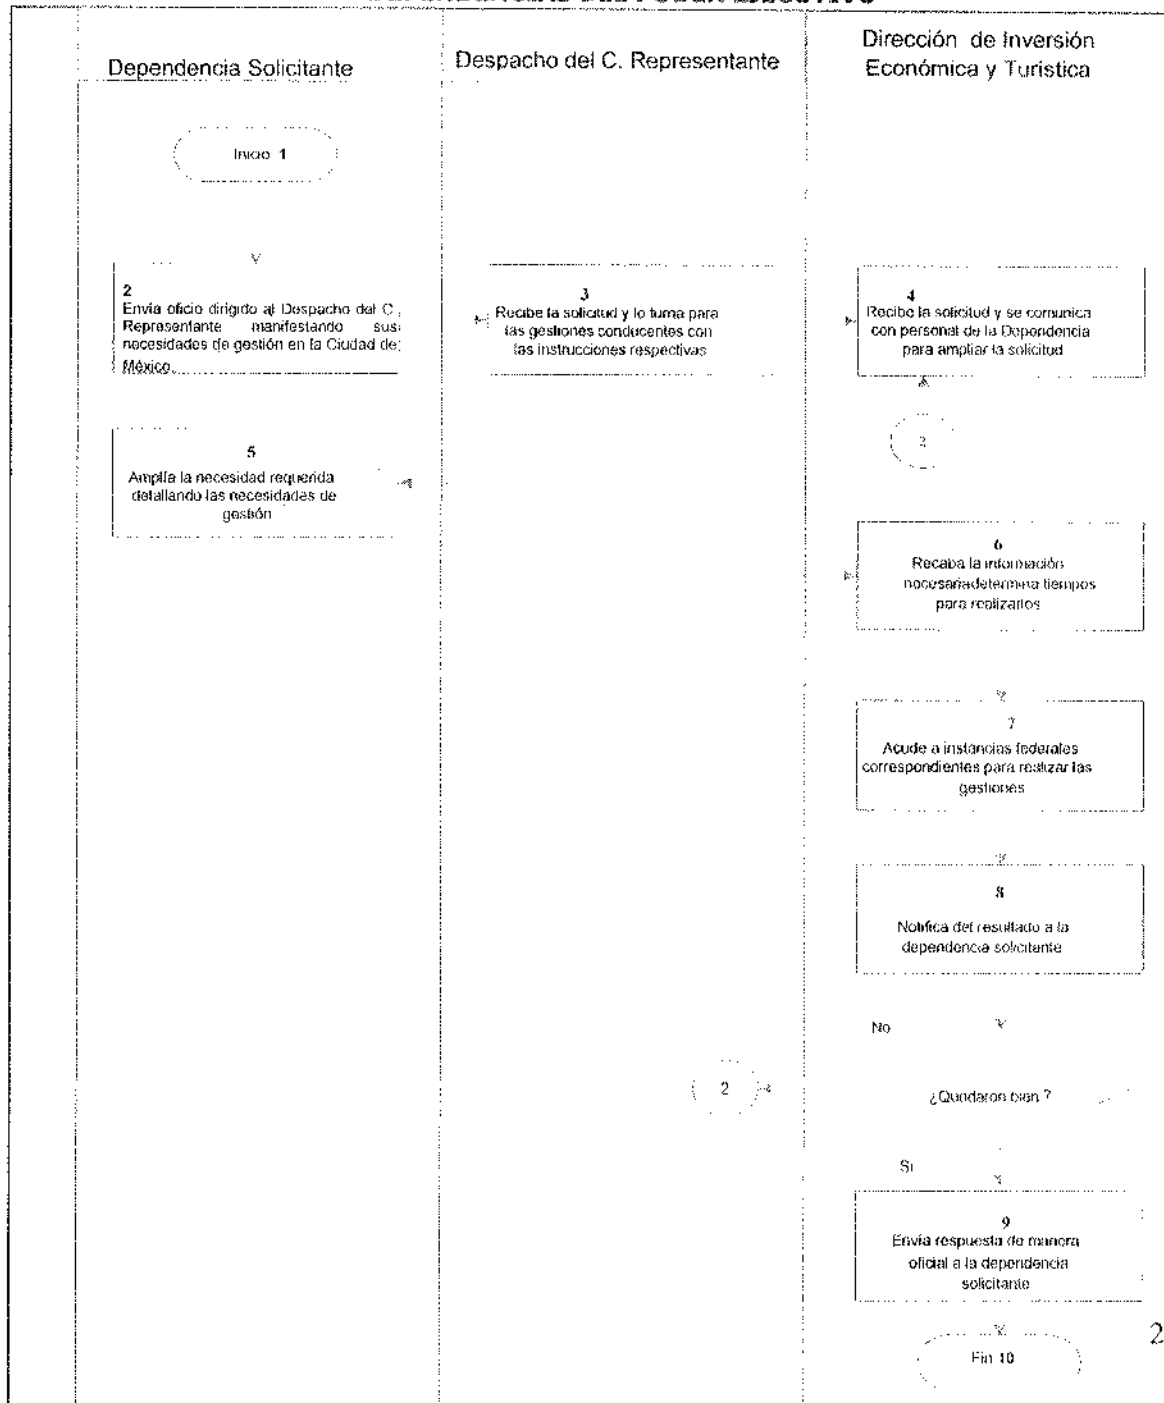 Dependencia Solicitante
Despacho del C. Representante
Dirección de Inversión
Económica y Turística
Inicio 1
2
Envía oficio dirigido al Despacho del C.
Representante manifestando sus
necesidades de gestión en la Ciudad de
México.
3
Recibe la solicitud y lo turna para
las gestiones conducentes con
las instrucciones respectivas
4
Recibe la solicitud y se comunica
con personal de la Dependencia
para ampliar la solicitud
2
5
Amplía la necesidad requerida
detallando las necesidades de
gestión
6
Recaba la información
necesariadetermina tiempos
para realizarlos
7
Acude a instancias federales
correspondientes para realizar las
gestiones
8
Notifica del resultado a la
dependencia solicitante
No
2
¿Quedaron bien ?
Si
9
Envía respuesta de manera
oficial a la dependencia
solicitante
2
Fin 10